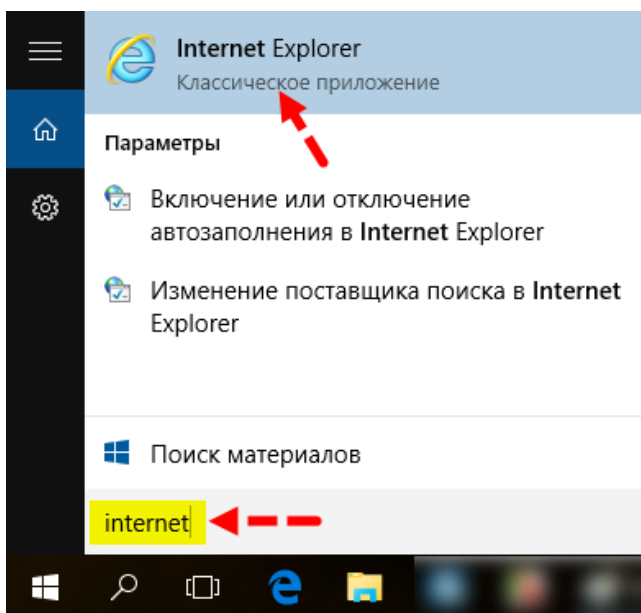 Internet Explorer
Классическое приложение
Параметры
Включение или отключение
автозаполнения в Internet Explorer
Изменение поставщика поиска в Internet
Explorer
Поиск материалов
internet